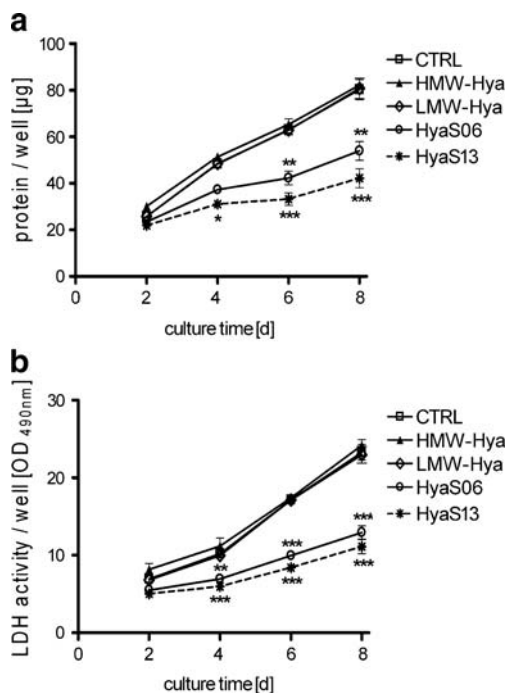 a
100
80
60
40
20
0
protein / well [µg]
0 2 4 6 8
culture time [d]
CTRL
HMW-Hya
LMW-Hya
HyaS06
HyaS13
**
**
*
***
***
b
30
20
10
0
LDH activity / well [OD 490nm]
0 2 4 6 8
culture time [d]
CTRL
HMW-Hya
LMW-Hya
HyaS06
HyaS13
***
***
**
***
***
***